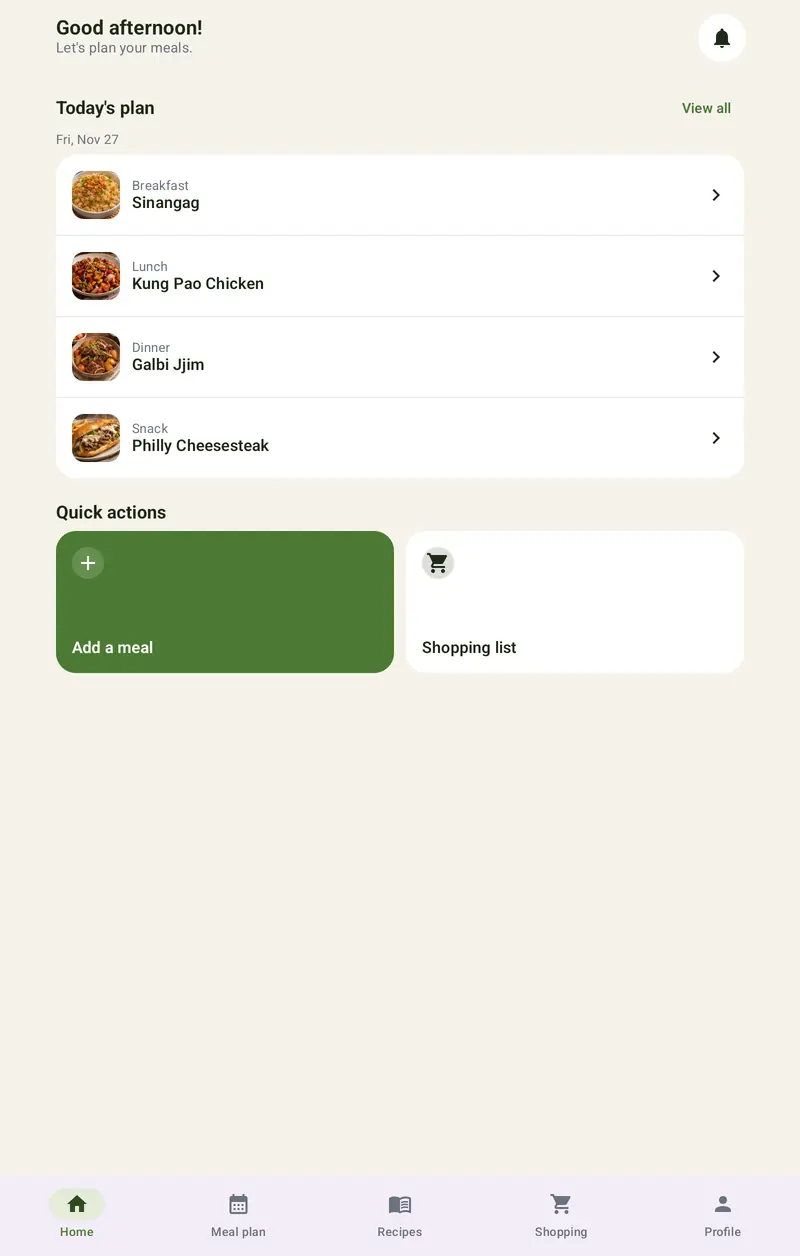 Good afternoon!
Let's plan your meals.
Today's plan
View all
Fri, Nov 27
Breakfast
Sinangag
Lunch
Kung Pao Chicken
Dinner
Galbi Jjim
Snack
Philly Cheesesteak
Quick actions
Add a meal
Shopping list
Home
Meal plan
Recipes
Shopping
Profile